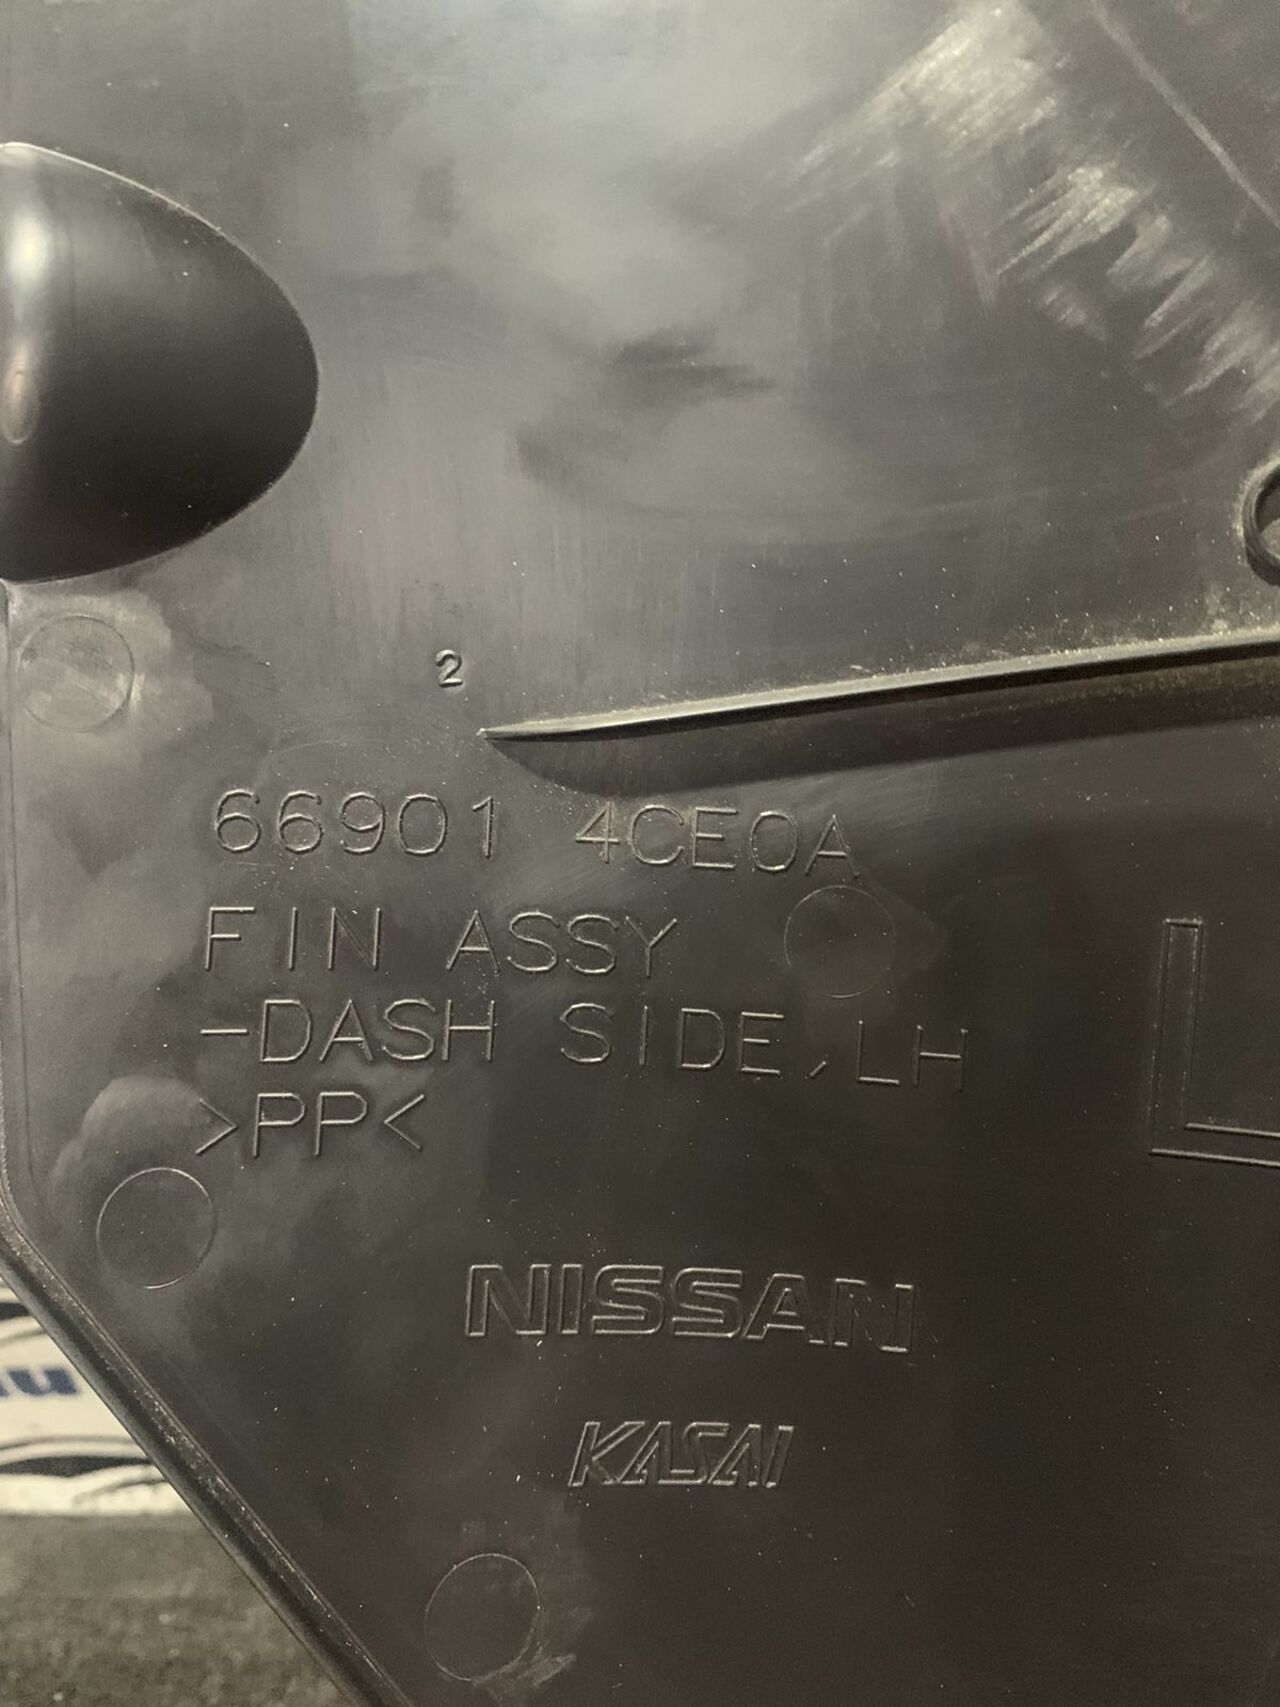 2
66901 4CE0A
FIN ASSY
-DASH SIDE,LH
>PP<
L
NISSAN
KASAI